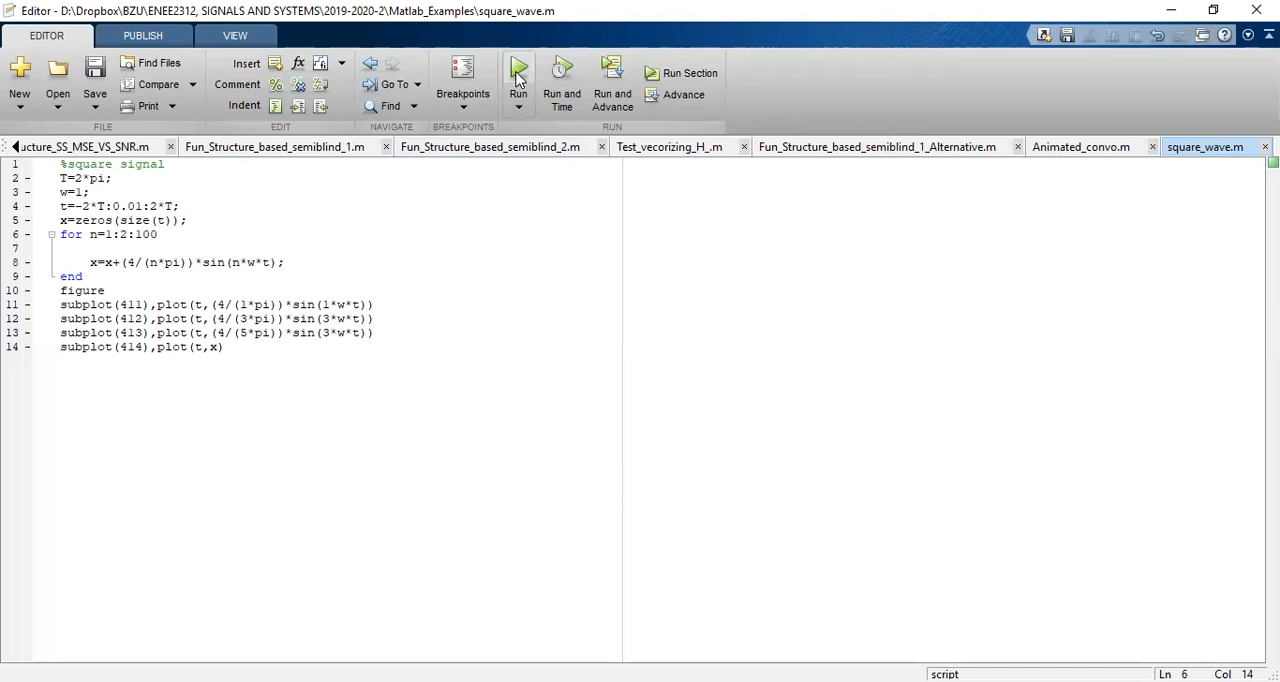 Editor - D:\Dropbox\BZU\ENEE2312, SIGNALS AND SYSTEMS\2019-2020-2\Matlab_Examples\square_wave.m
EDITOR PUBLISH VIEW
New Open Save Find Files Compare Print
Insert fx Comment Indent
Go To Find
Breakpoints
Run Run and Time Run and Advance Run Section Advance
FILE EDIT NAVIGATE BREAKPOINTS RUN
ucture_SS_MSE_VS_SNR.m Fun_Structure_based_semiblind_1.m Fun_Structure_based_semiblind_2.m Test_vecorizing_H_.m Fun_Structure_based_semiblind_1_Alternative.m Animated_convo.m square_wave.m
1 %square signal
2 - T=2*pi;
3 - w=1;
4 - t=-2*T:0.01:2*T;
5 - x=zeros(size(t));
6 - for n=1:2:100
7
8 - x=x+(4/(n*pi))*sin(n*w*t);
9 - end
10 - figure
11 - subplot(411),plot(t,(4/(1*pi))*sin(1*w*t))
12 - subplot(412),plot(t,(4/(3*pi))*sin(3*w*t))
13 - subplot(413),plot(t,(4/(5*pi))*sin(3*w*t))
14 - subplot(414),plot(t,x)
script Ln 6 Col 14